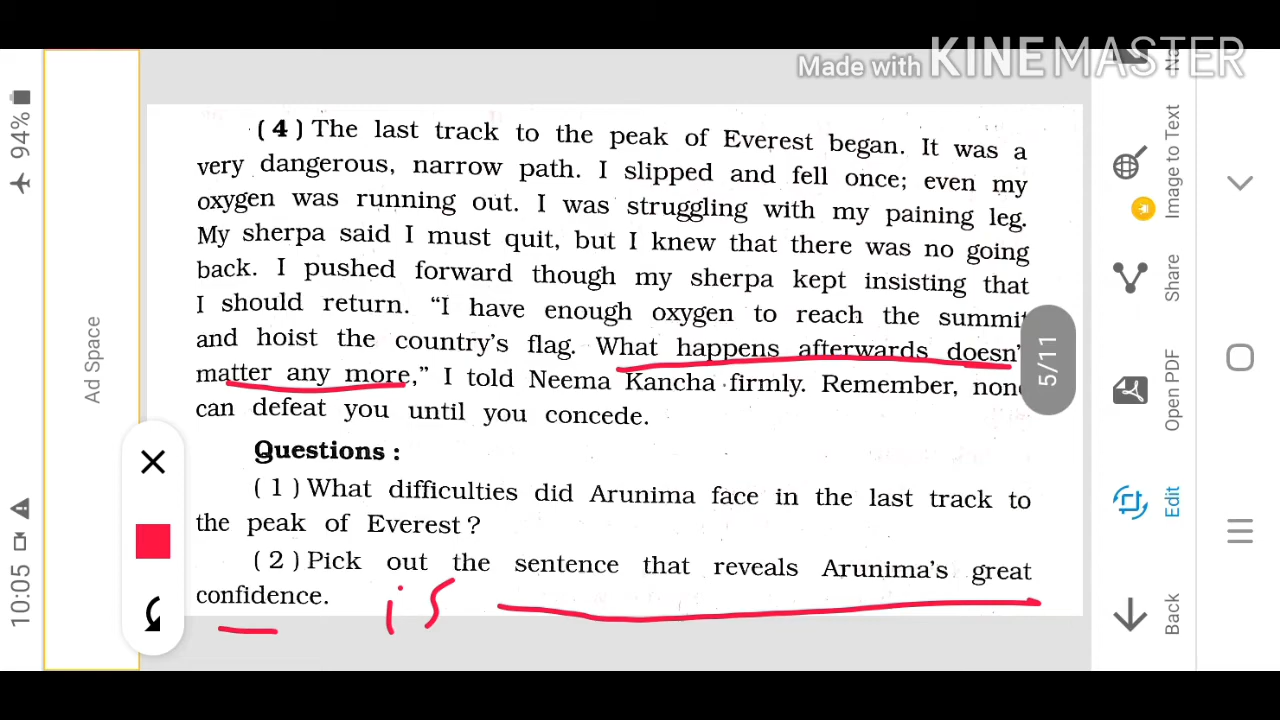 Made with KINEMASTER
94%
10:05
Ad Space
( 4 ) The last track to the peak of Everest began. It was a
very dangerous, narrow path. I slipped and fell once; even my
oxygen was running out. I was struggling with my paining leg.
My sherpa said I must quit, but I knew that there was no going
back. I pushed forward though my sherpa kept insisting that
I should return. “I have enough oxygen to reach the summit
and hoist the country’s flag. What happens afterwards doesn’
matter any more,” I told Neema Kancha firmly. Remember, none
can defeat you until you concede.
Questions :
( 1 ) What difficulties did Arunima face in the last track to
the peak of Everest ?
( 2 ) Pick out the sentence that reveals Arunima’s great
confidence.
is
5/11
Image to Text
Share
Open PDF
Edit
Back